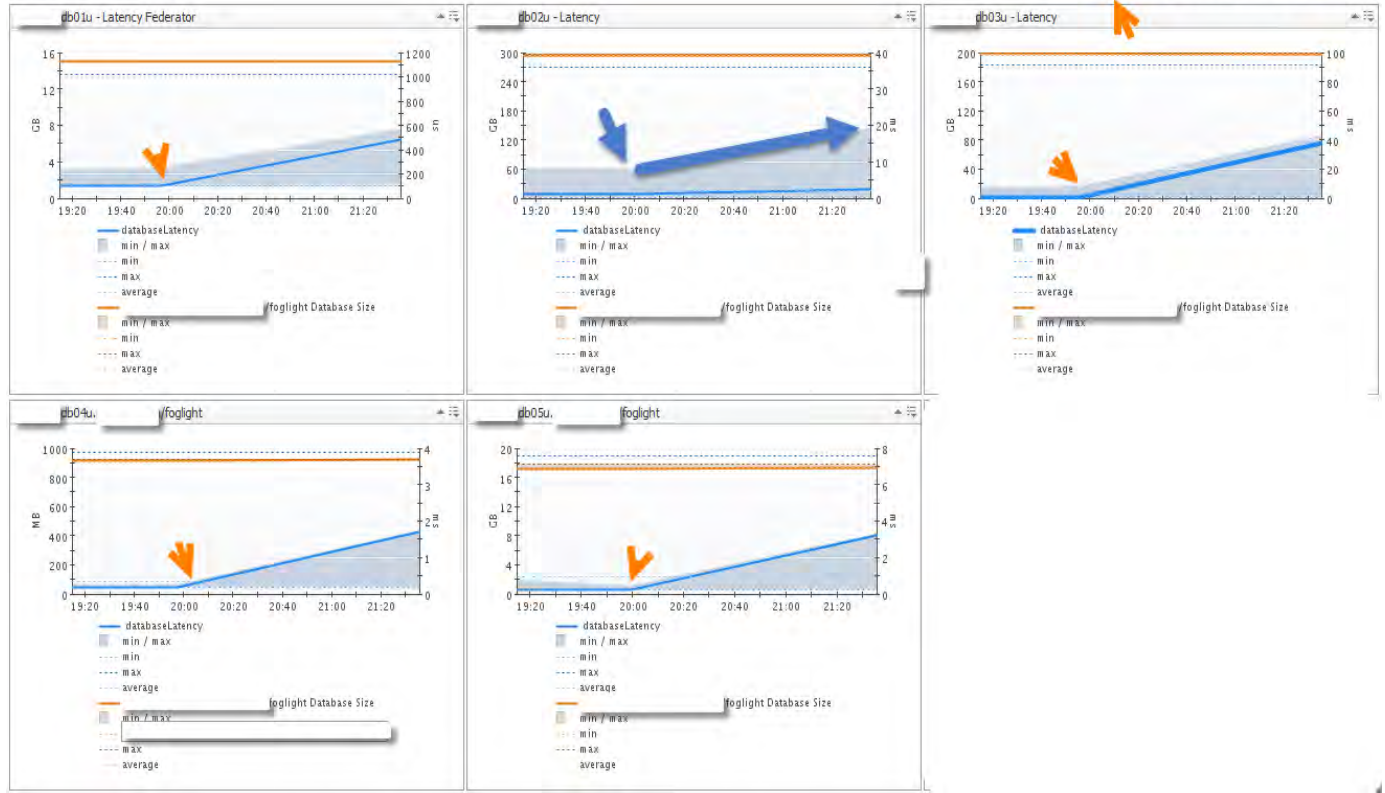 db01u - Latency Federator
16
12
8
4
0
GB
1200
1000
800
600
400
200
0
us
19:20 19:40 20:00 20:20 20:40 21:00 21:20
databaseLatency
min / max
min
max
average
/foglight Database Size
min / max
min
max
average
db02u - Latency
300
240
180
120
60
0
GB
40
30
20
10
0
ms
19:20 19:40 20:00 20:20 20:40 21:00 21:20
databaseLatency
min / max
min
max
average
/foglight Database Size
min / max
min
max
average
db03u - Latency
200
160
120
80
40
0
GB
100
80
60
40
20
0
ms
19:20 19:40 20:00 20:20 20:40 21:00 21:20
databaseLatency
min / max
min
max
average
/foglight Database Size
min / max
min
max
average
db04u. /foglight
1000
800
600
400
200
0
MB
4
3
2
1
0
ms
19:20 19:40 20:00 20:20 20:40 21:00 21:20
databaseLatency
min / max
min
max
average
foglight Database Size
min / max
max
average
db05u. foglight
20
16
12
8
4
0
GB
8
6
4
2
0
ms
19:20 19:40 20:00 20:20 20:40 21:00 21:20
databaseLatency
min / max
min
max
average
/foglight Database Size
min / max
min
max
average